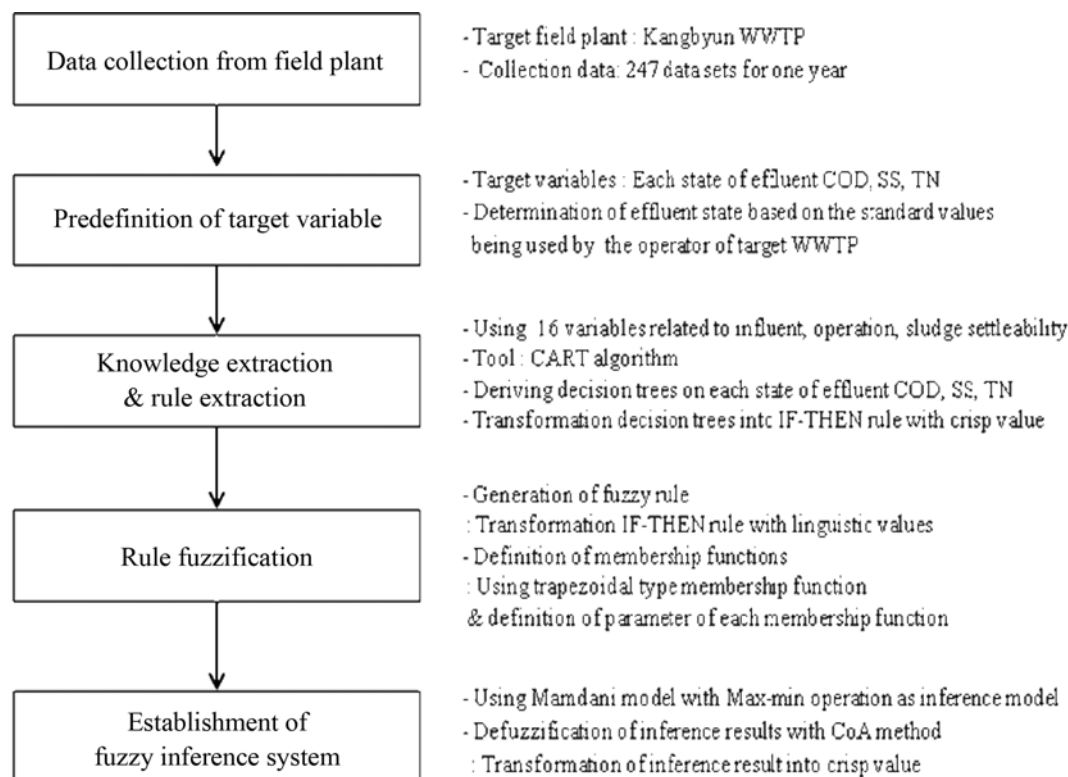 Data collection from field plant
- Target field plant : Kangbyun WWTP
- Collection data: 247 data sets for one year
Predefinition of target variable
- Target variables : Each state of effluent COD, SS, TN
- Determination of effluent state based on the standard values
being used by the operator of target WWTP
Knowledge extraction
& rule extraction
- Using 16 variables related to influent, operation, sludge settleability
- Tool : CART algorithm
- Deriving decision trees on each state of effluent COD, SS, TN
- Transformation decision trees into IF-THEN rule with crisp value
Rule fuzzification
- Generation of fuzzy rule
: Transformation IF-THEN rule with linguistic values
- Definition of membership functions
: Using trapezoidal type membership function
& definition of parameter of each membership function
Establishment of
fuzzy inference system
- Using Mamdani model with Max-min operation as inference model
- Defuzzification of inference results with CoA method
: Transformation of inference result into crisp value